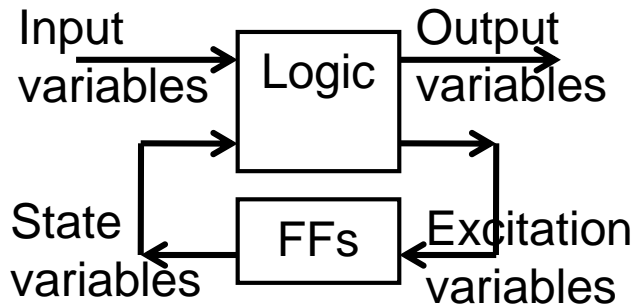 Input
variables
Logic
Output
variables
State
variables
FFs
Excitation
variables